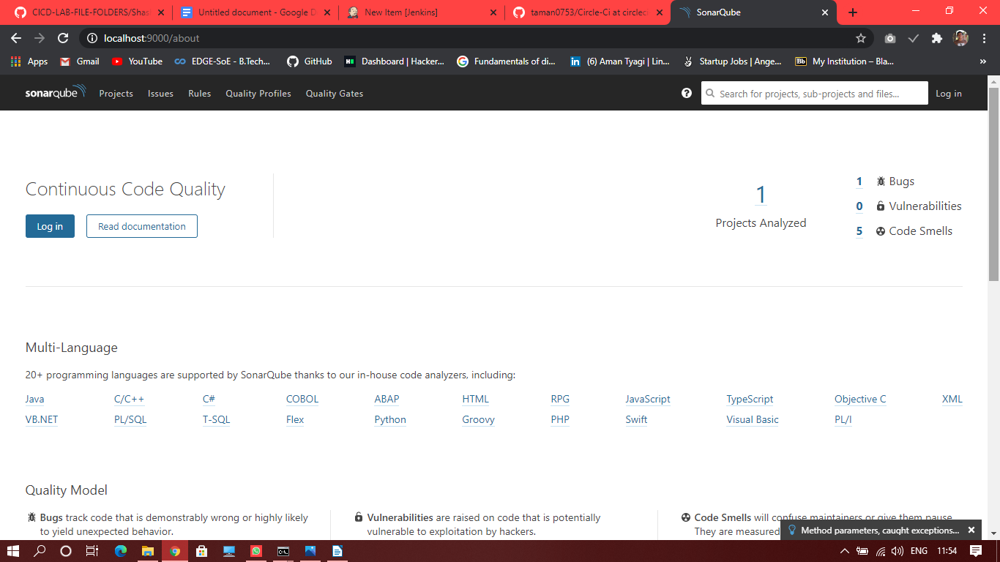 CICD-LAB-FILE-FOLDERS/Shas
Untitled document - Google D
New Item [Jenkins]
taman0753/Circle-Ci at circleci
SonarQube
localhost:9000/about
Apps
Gmail
YouTube
EDGE-SoE - B.Tech...
GitHub
Dashboard | Hacker...
Fundamentals of di...
(6) Aman Tyagi | Lin...
Startup Jobs | Ange...
My Institution – Bla...
»
sonarqube
Projects
Issues
Rules
Quality Profiles
Quality Gates
Search for projects, sub-projects and files...
Log in
Continuous Code Quality
Log in
Read documentation
1
Projects Analyzed
1 Bugs
0 Vulnerabilities
5 Code Smells
Multi-Language
20+ programming languages are supported by SonarQube thanks to our in-house code analyzers, including:
Java C/C++ C# COBOL ABAP HTML RPG JavaScript TypeScript Objective C XML
VB.NET PL/SQL T-SQL Flex Python Groovy PHP Swift Visual Basic PL/I
Quality Model
Bugs track code that is demonstrably wrong or highly likely
to yield unexpected behavior.
Vulnerabilities are raised on code that is potentially
vulnerable to exploitation by hackers.
Code Smells will confuse maintainers or give them pause.
They are measured
Method parameters, caught exceptions...
ENG
11:54